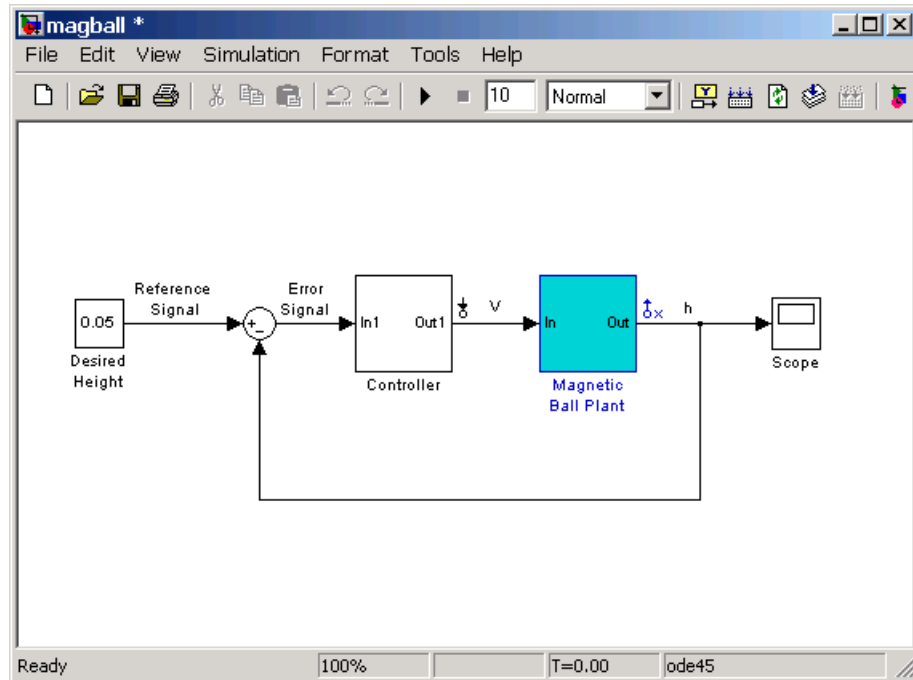 magball *
File Edit View Simulation Format Tools Help
10 Normal
Reference Signal
Error Signal
0.05
Desired Height
+
-
In1 Out1
Controller
V
In Out
Magnetic Ball Plant
x
h
Scope
Ready 100% T=0.00 ode45